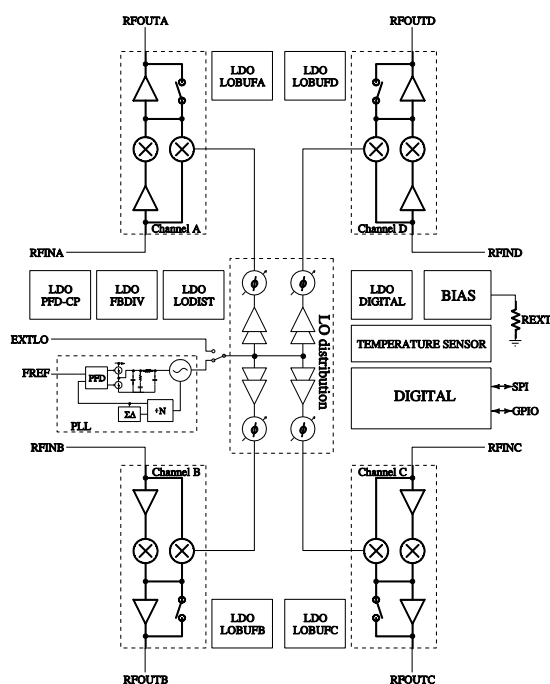 RFOUTA
RFOUTD
LDO
LOBUFA
LDO
LOBUFD
Channel A
Channel D
RFINA
RFIND
LDO
PFD-CP
LDO
FBDIV
LDO
LODIST
ϕ
ϕ
LO distribution
LDO
DIGITAL
BIAS
REXT
EXTLO
TEMPERATURE SENSOR
FREF
PFD
ΣΔ
÷N
PLL
DIGITAL
SPI
GPIO
ϕ
ϕ
RFINB
RFINC
Channel B
Channel C
LDO
LOBUFB
LDO
LOBUFC
RFOUTB
RFOUTC